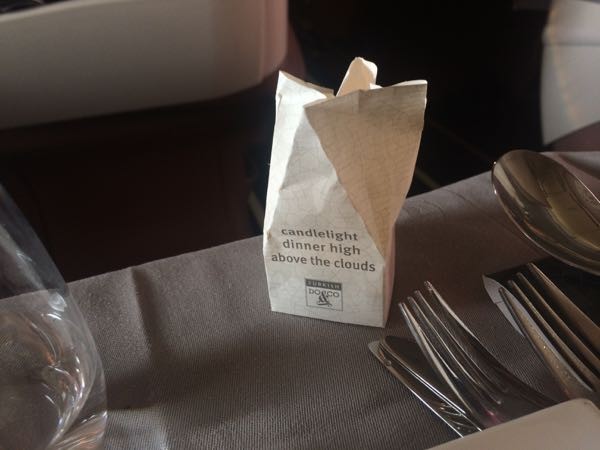 candlelight
dinner high
above the clouds
TURKISH
DO&CO
&